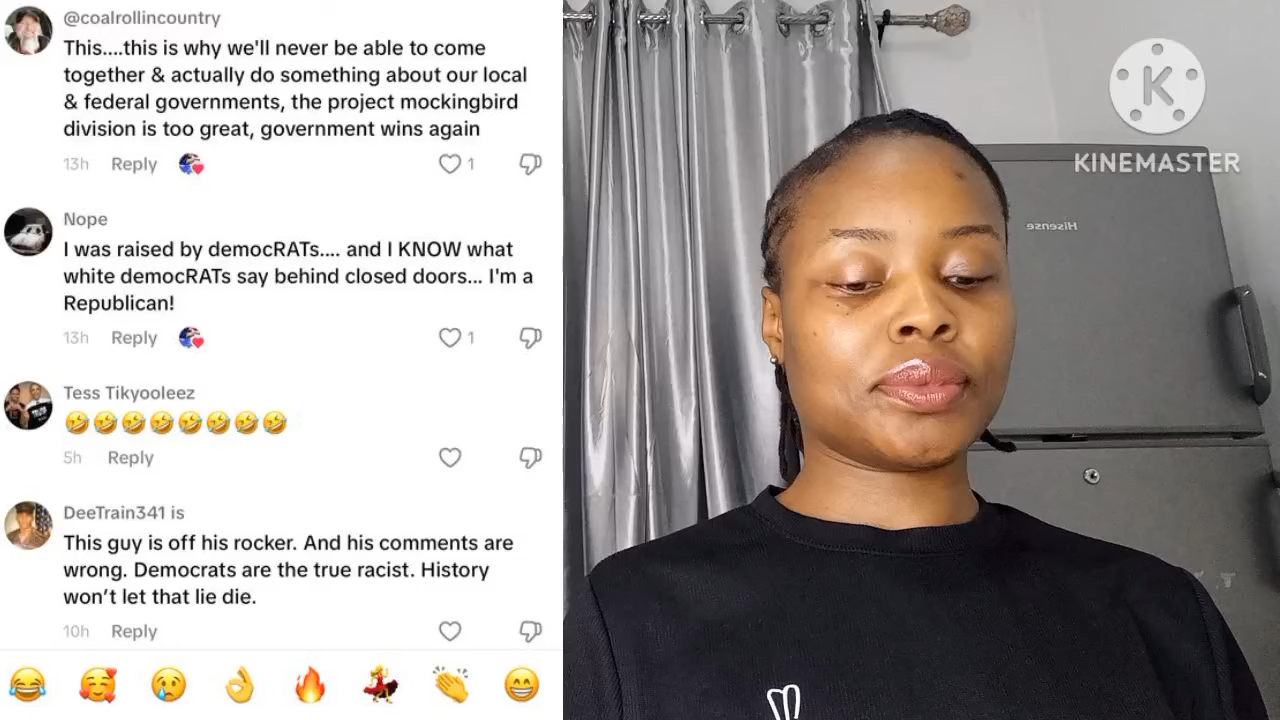 @coalrollincountry
This....this is why we'll never be able to come
together & actually do something about our local
& federal governments, the project mockingbird
division is too great, government wins again
13h Reply 1
Nope
I was raised by democRATs.... and I KNOW what
white democRATs say behind closed doors... I'm a
Republican!
13h Reply 1
Tess Tikyooleez
🤣🤣🤣🤣🤣🤣🤣🤣
5h Reply
DeeTrain341 is
This guy is off his rocker. And his comments are
wrong. Democrats are the true racist. History
won't let that lie die.
10h Reply
K
KINEMASTER
Hisense